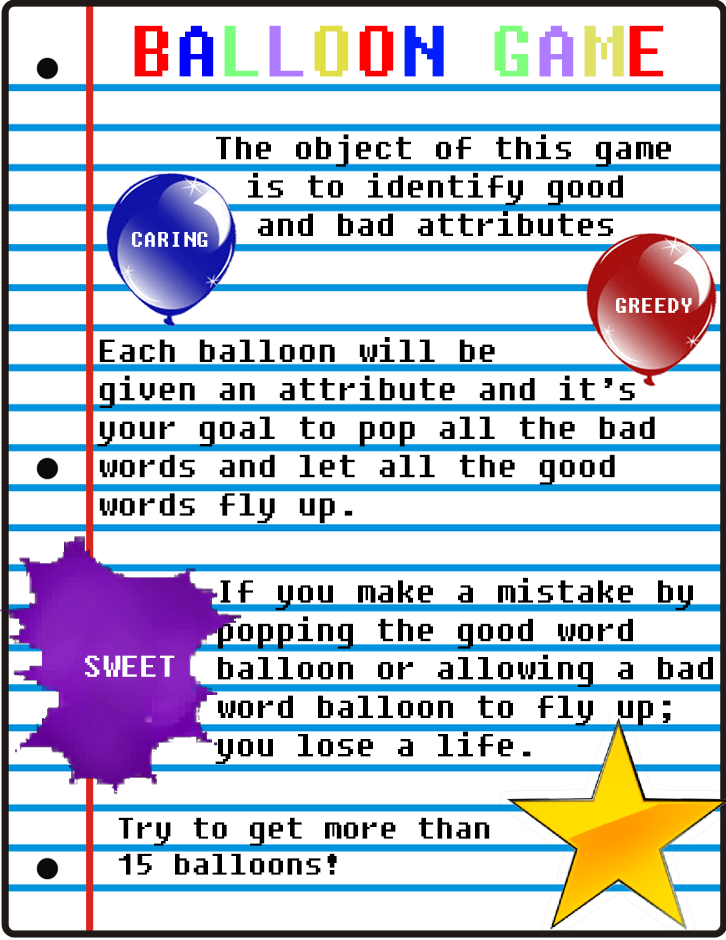 BALLOON GAME
The object of this game
is to identify good
and bad attributes
CARING
GREEDY
Each balloon will be
given an attribute and it's
your goal to pop all the bad
words and let all the good
words fly up.
If you make a mistake by
popping the good word
balloon or allowing a bad
word balloon to fly up;
you lose a life.
SWEET
Try to get more than
15 balloons!